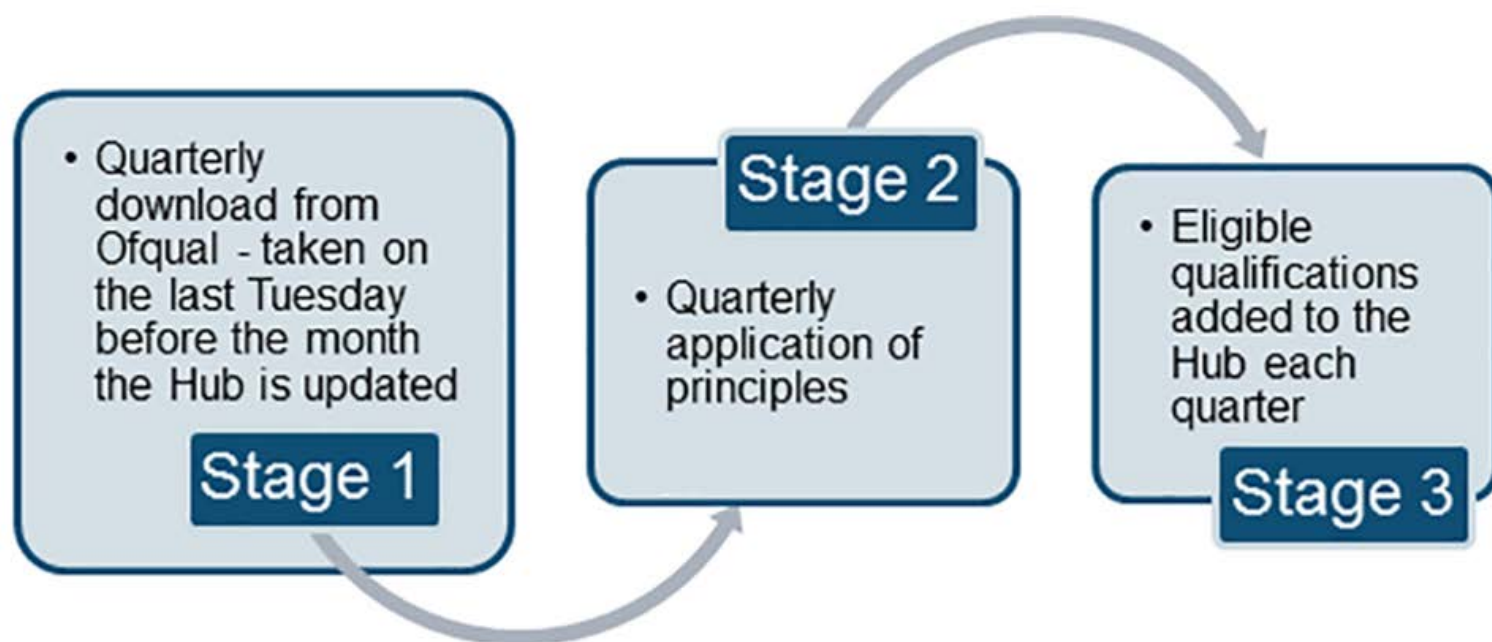 • Quarterly
download from
Ofqual - taken on
the last Tuesday
before the month
the Hub is updated
Stage 1
Stage 2
• Quarterly
application of
principles
• Eligible
qualifications
added to the
Hub each
quarter
Stage 3